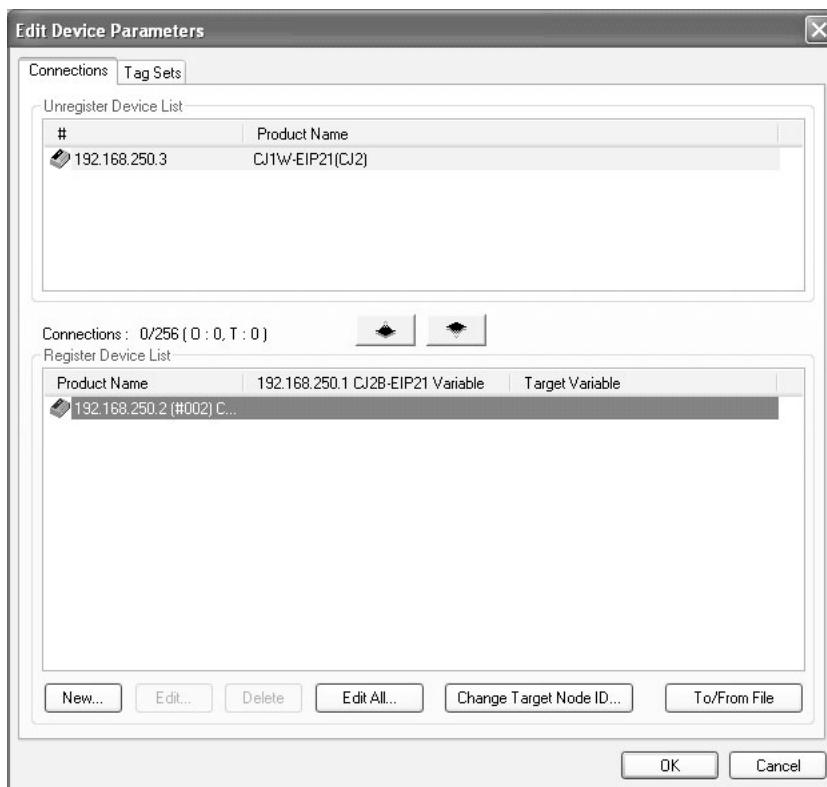 Edit Device Parameters
Connections Tag Sets
Unregister Device List
# Product Name
192.168.250.3 CJ1W-EIP21(CJ2)
Connections : 0/256 ( O : 0, T : 0 )
Register Device List
Product Name 192.168.250.1 CJ2B-EIP21 Variable Target Variable
192.168.250.2 (#002) C...
New... Edit... Delete Edit All... Change Target Node ID... To/From File
OK Cancel